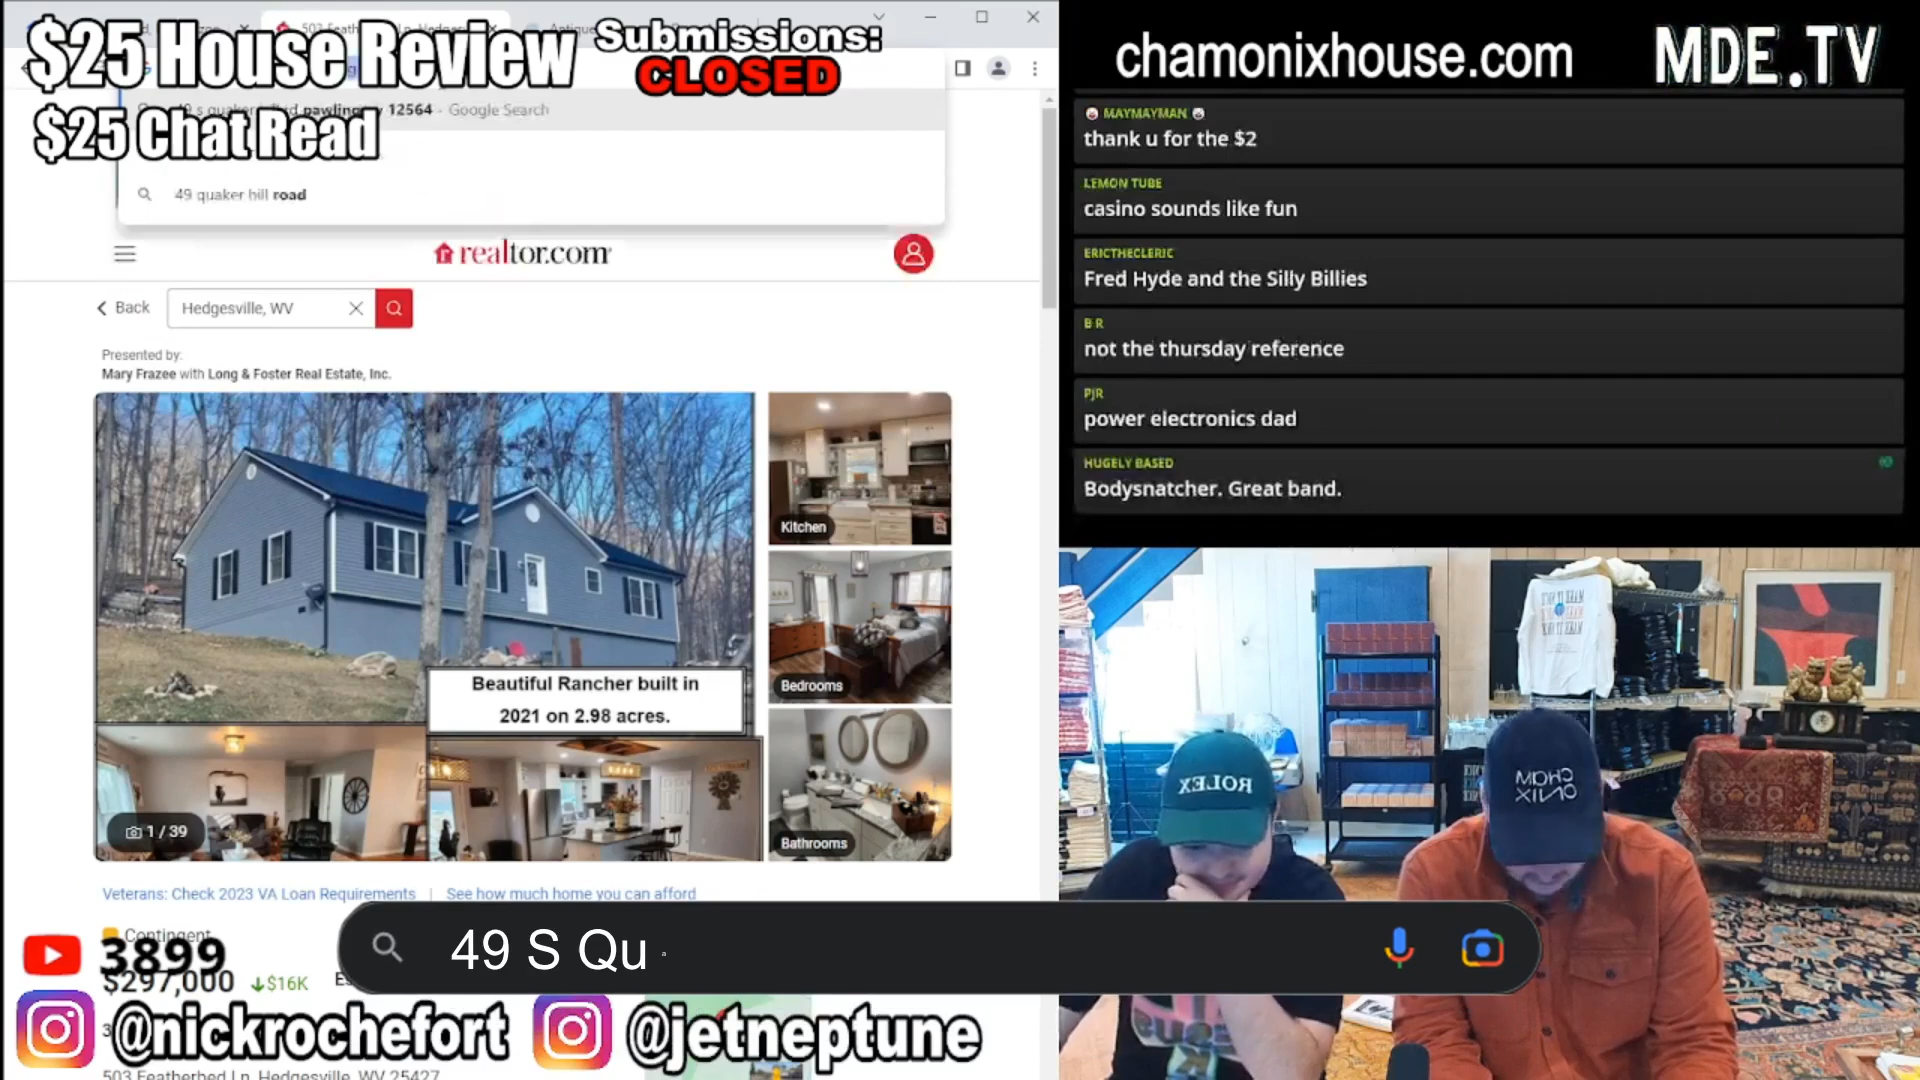 $25 House Review
$25 Chat Read
Submissions:
CLOSED
pawling
12564 - Google Search
49 quaker hill road
realtor.com
Back
Hedgesville, WV
Presented by:
Mary Frazee with Long & Foster Real Estate, Inc.
Kitchen
Bedrooms
Bathrooms
Beautiful Rancher built in
2021 on 2.98 acres.
1 / 39
Veterans: Check 2023 VA Loan Requirements
See how much home you can afford
Contingent
3899
$297,000
$16K
49 S Qu
@nickrochefort
@jetneptune
503 Featherbed Ln, Hedgesville, WV 25427
chamonixhouse.com
MDE.TV
MAYMAYMAN
thank u for the $2
LEMON TUBE
casino sounds like fun
ERICTHECLERIC
Fred Hyde and the Silly Billies
B R
not the thursday reference
PJR
power electronics dad
HUGELY BASED
Bodysnatcher. Great band.
ROLEX
CHAM
ONIX